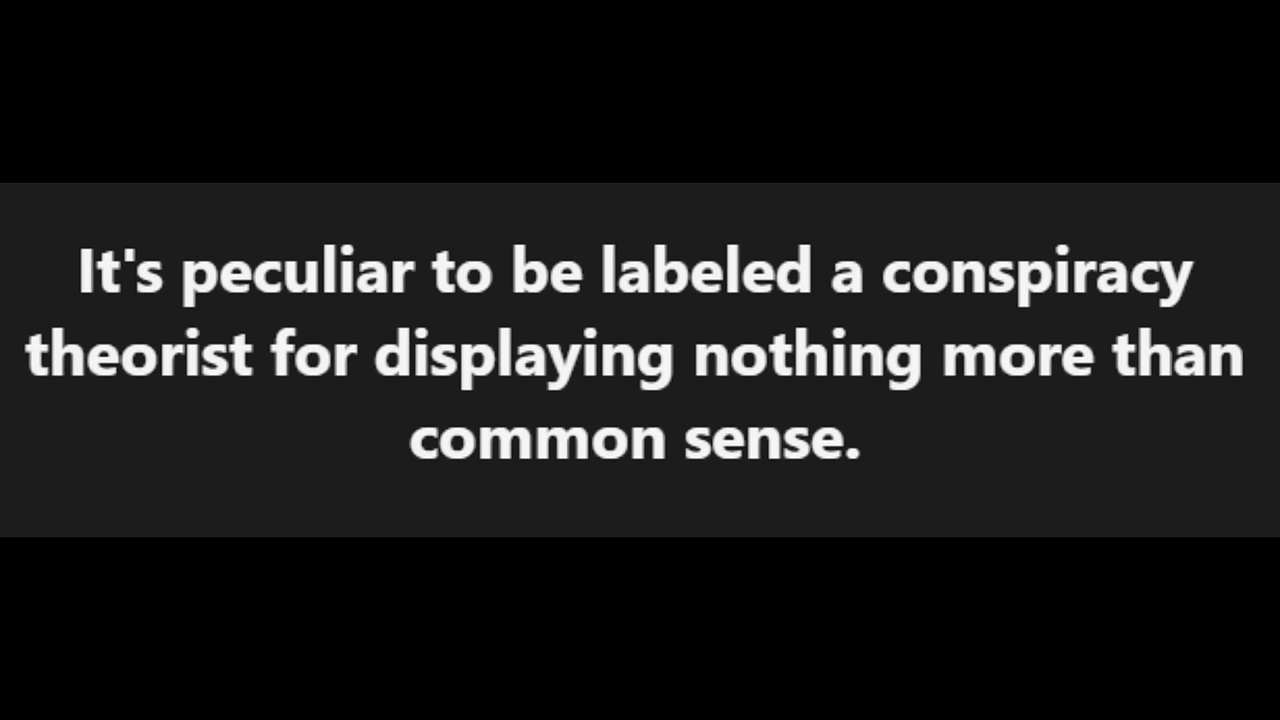 It's peculiar to be labeled a conspiracy
theorist for displaying nothing more than
common sense.